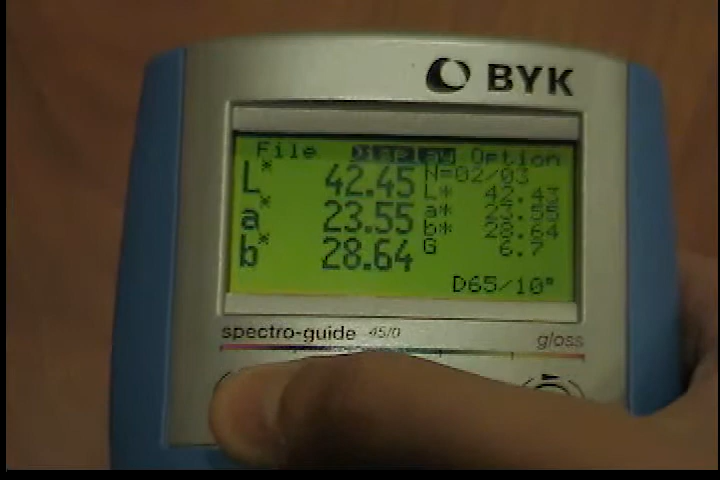 BYK
File Display Option
L* 42.45 N=02/03
L* 42.43
a* 23.55 a* 23.55
b* 28.64 b* 28.64
G 6.7
D65/10°
spectro-guide 45/0 gloss